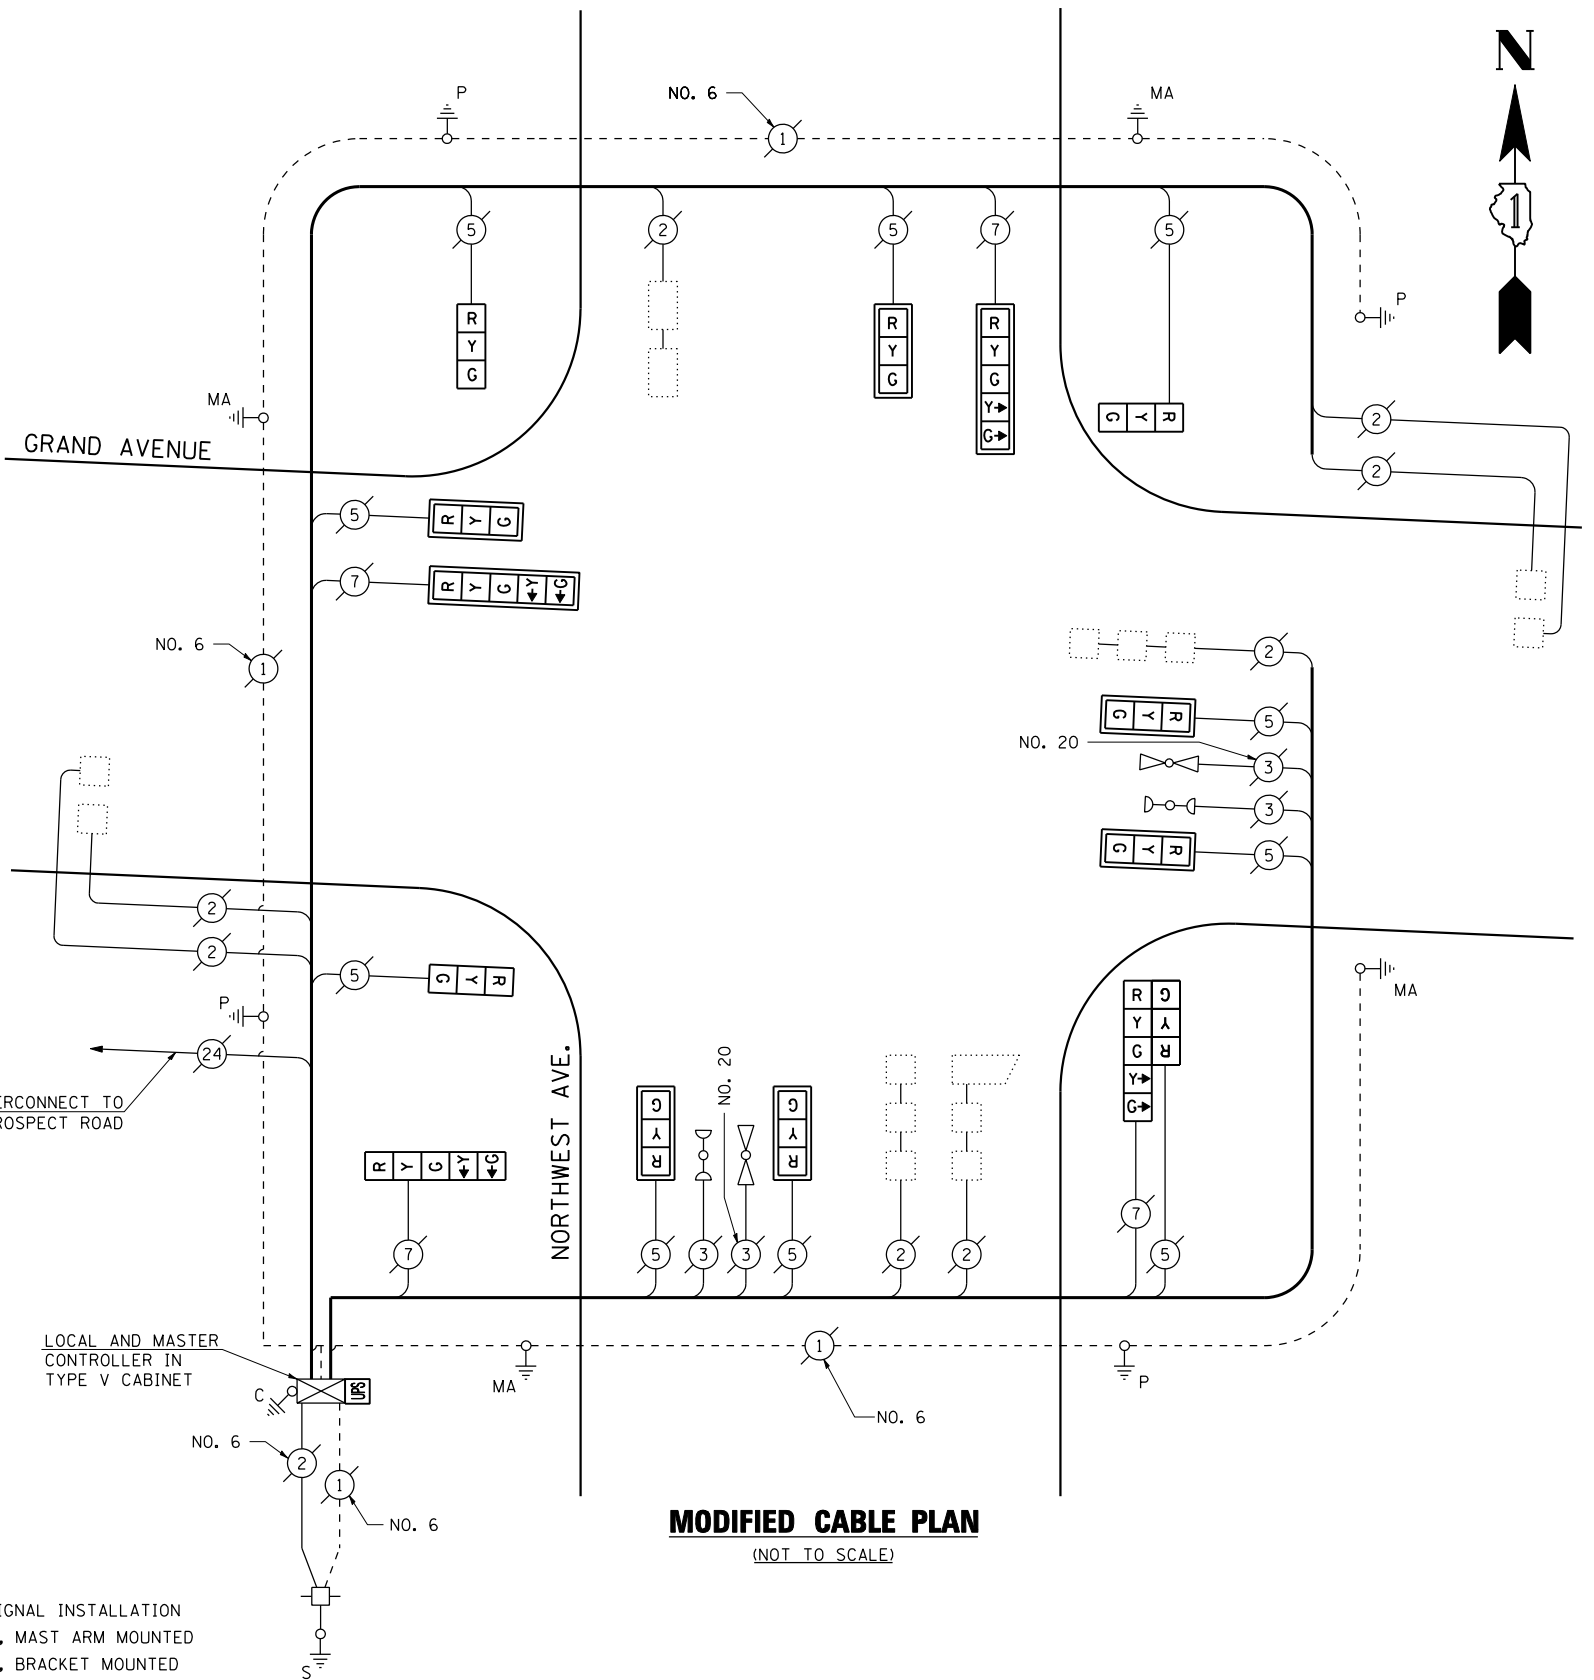 N
P
NO. 6
MA
1
1
5
2
5
7
5
P
R
Y
G
R
Y
G
R
Y
G
Y
G
R Y G
MA
2
GRAND AVENUE
2
5
R Y G
7
R Y G Y G
NO. 6
1
2
5
R Y G
NO. 20
3
3
5
R Y G
2
2
5
R Y G
P
24
MA
R
Y
G
Y
G
G
Y
R
NORTHWEST AVE.
NO. 20
ERCONNECT TO
ROSPECT ROAD
R Y G Y G
G
Y
R
G
Y
R
7
7
5
3
3
5
2
2
5
LOCAL AND MASTER
CONTROLLER IN
TYPE V CABINET
UPS
C
MA
1
P
NO. 6
NO. 6
2
1
NO. 6
MODIFIED CABLE PLAN
(NOT TO SCALE)
S
IGNAL INSTALLATION
. MAST ARM MOUNTED
. BRACKET MOUNTED